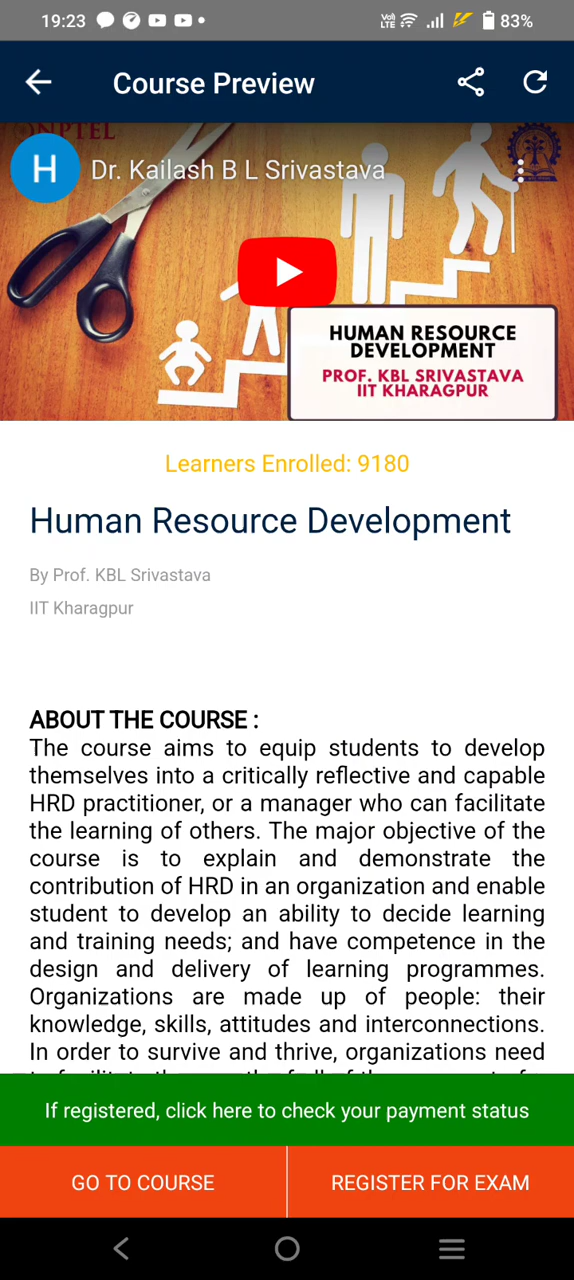 19:23
Vo) LTE
83%
Course Preview
NPTEL
H
Dr. Kailash B L Srivastava
HUMAN RESOURCE
DEVELOPMENT
PROF. KBL SRIVASTAVA
IIT KHARAGPUR
Learners Enrolled: 9180
Human Resource Development
By Prof. KBL Srivastava
IIT Kharagpur
ABOUT THE COURSE :
The course aims to equip students to develop
themselves into a critically reflective and capable
HRD practitioner, or a manager who can facilitate
the learning of others. The major objective of the
course is to explain and demonstrate the
contribution of HRD in an organization and enable
student to develop an ability to decide learning
and training needs; and have competence in the
design and delivery of learning programmes.
Organizations are made up of people: their
knowledge, skills, attitudes and interconnections.
In order to survive and thrive, organizations need
If registered, click here to check your payment status
GO TO COURSE
REGISTER FOR EXAM